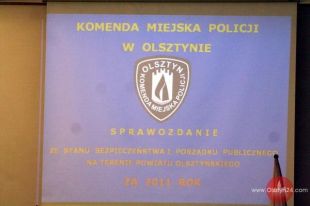 KOMENDA MIEJSKA POLICJI
W OLSZTYNIE
OLSZTYN
KOMENDA MIEJSKA POLICJI
SPRAWOZDANIE
ZE STANU BEZPIECZEŃSTWA I PORZĄDKU PUBLICZNEGO
NA TERENIE POWIATU OLSZTYŃSKIEGO
ZA 2011 ROK
www.Olsztyn24.com